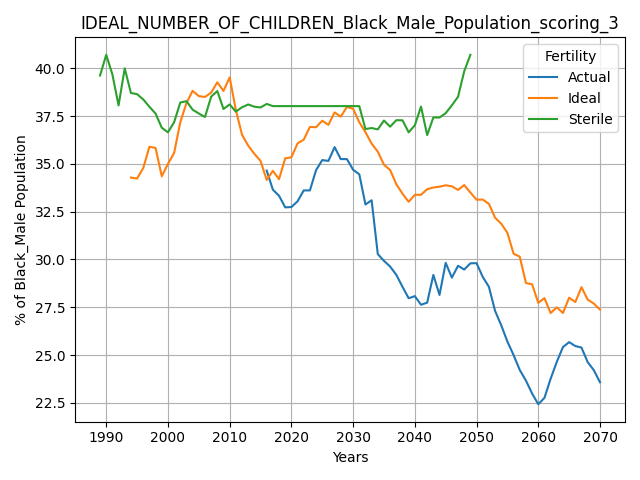 IDEAL_NUMBER_OF_CHILDREN_Black_Male_Population_scoring_3
Fertility
Actual
Ideal
Sterile
% of Black_Male Population
40.0
37.5
35.0
32.5
30.0
27.5
25.0
22.5
1990 2000 2010 2020 2030 2040 2050 2060 2070
Years